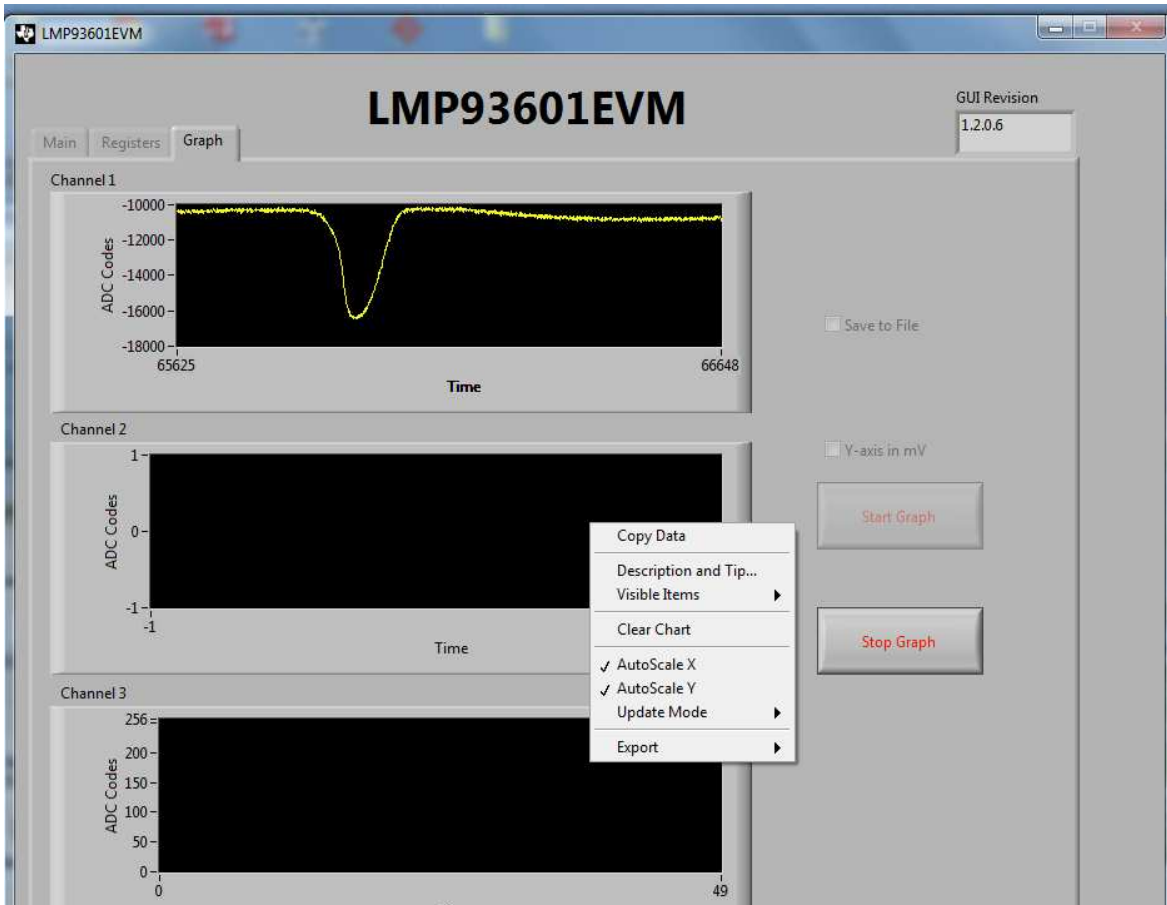 LMP93601EVM
LMP93601EVM
GUI Revision
1.2.0.6
Main
Registers
Graph
Channel 1
-10000
-12000
-14000
-16000
-18000
ADC Codes
65625
66648
Time
Save to File
Channel 2
1
0
-1
ADC Codes
-1
Time
Y-axis in mV
Start Graph
Stop Graph
Copy Data
Description and Tip...
Visible Items
Clear Chart
AutoScale X
AutoScale Y
Update Mode
Export
Channel 3
256
200
150
100
50
0
ADC Codes
0
49